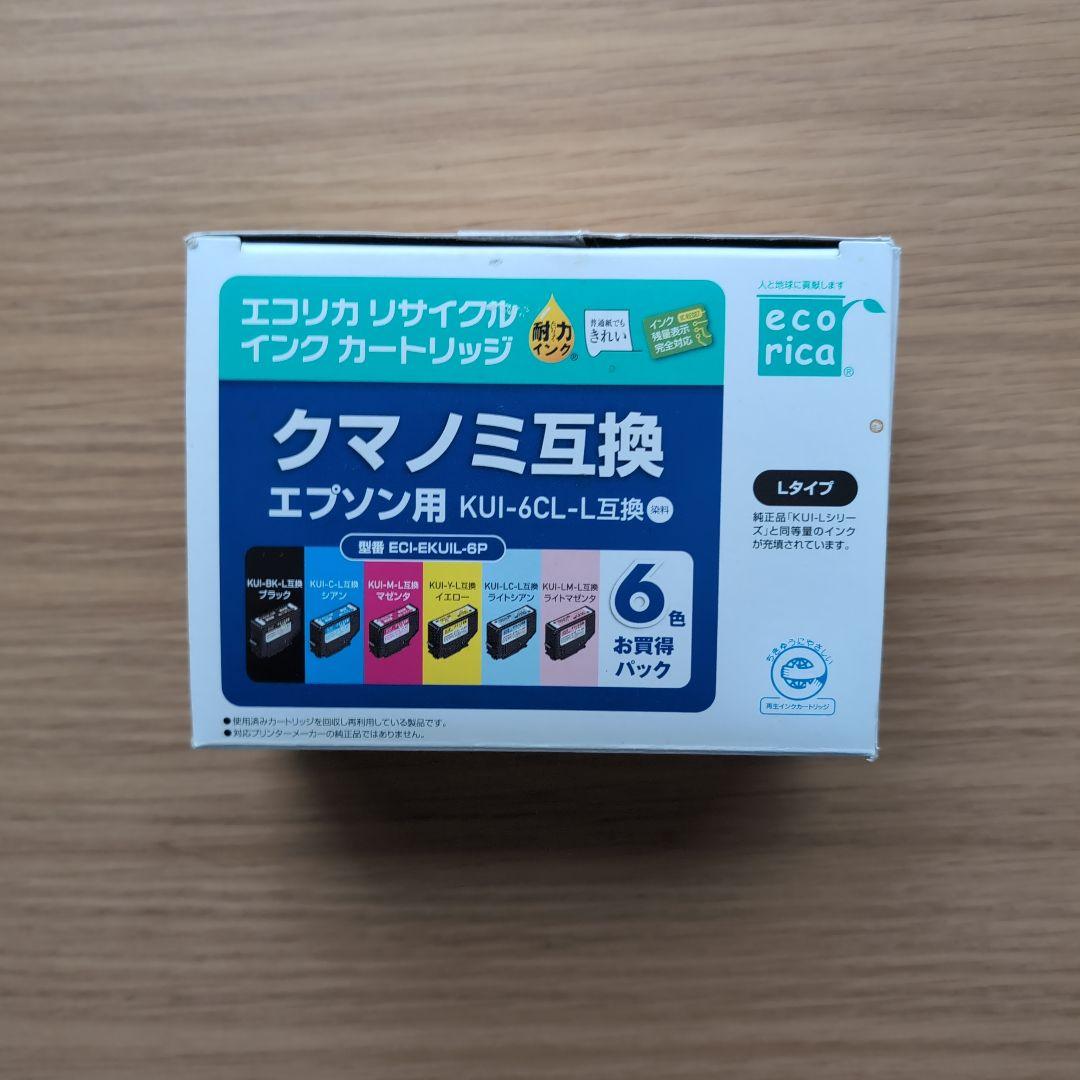 エコリカ リサイクル
インク カートリッジ
耐力
インク®
普通紙でも
きれい
インク
残量表示
完全対応
人と地球に貢献します
eco
rica®
クマノミ互換
エプソン用 KUI-6CL-L互換 染料
型番 ECI-EKUIL-6P
KUI-BK-L互換
ブラック
KUI-C-L互換
シアン
KUI-M-L互換
マゼンタ
KUI-Y-L互換
イエロー
KUI-LC-L互換
ライトシアン
KUI-LM-L互換
ライトマゼンタ
6色
お買得
パック
Lタイプ
純正品「KUI-Lシリー
ズ」と同等量のインク
が充填されています。
ちきゅうにやさしい
再生インクカートリッジ
●使用済みカートリッジを回収し再利用している製品です。
●対応プリンターメーカーの純正品ではありません。